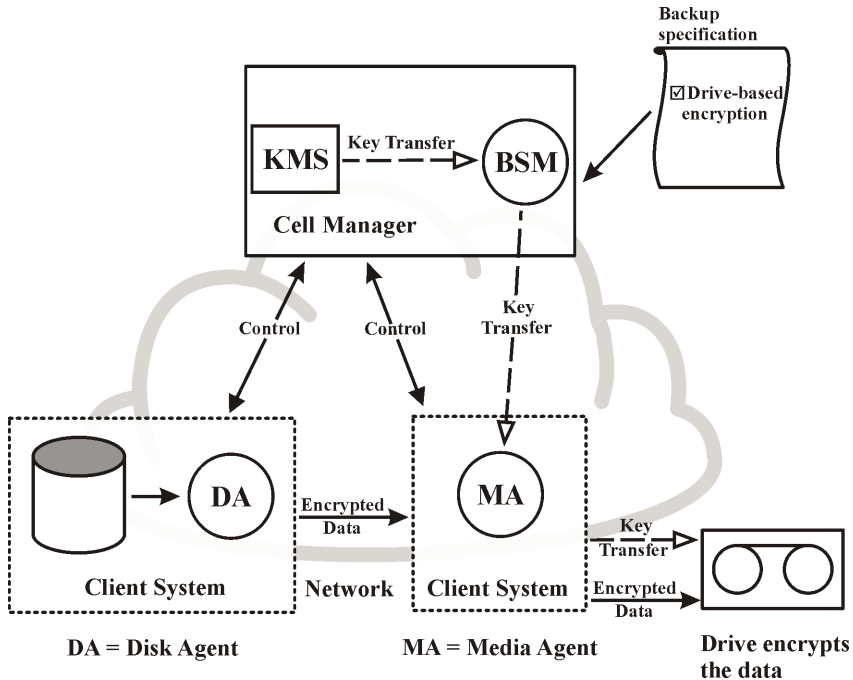 Backup
specification
☑Drive-based
encryption
KMS
Key Transfer
BSM
Cell Manager
Control
Control
Key
Transfer
DA
Encrypted
Data
MA
Key
Transfer
Encrypted
Data
Client System
Network
Client System
DA = Disk Agent
MA = Media Agent
Drive encrypts
the data